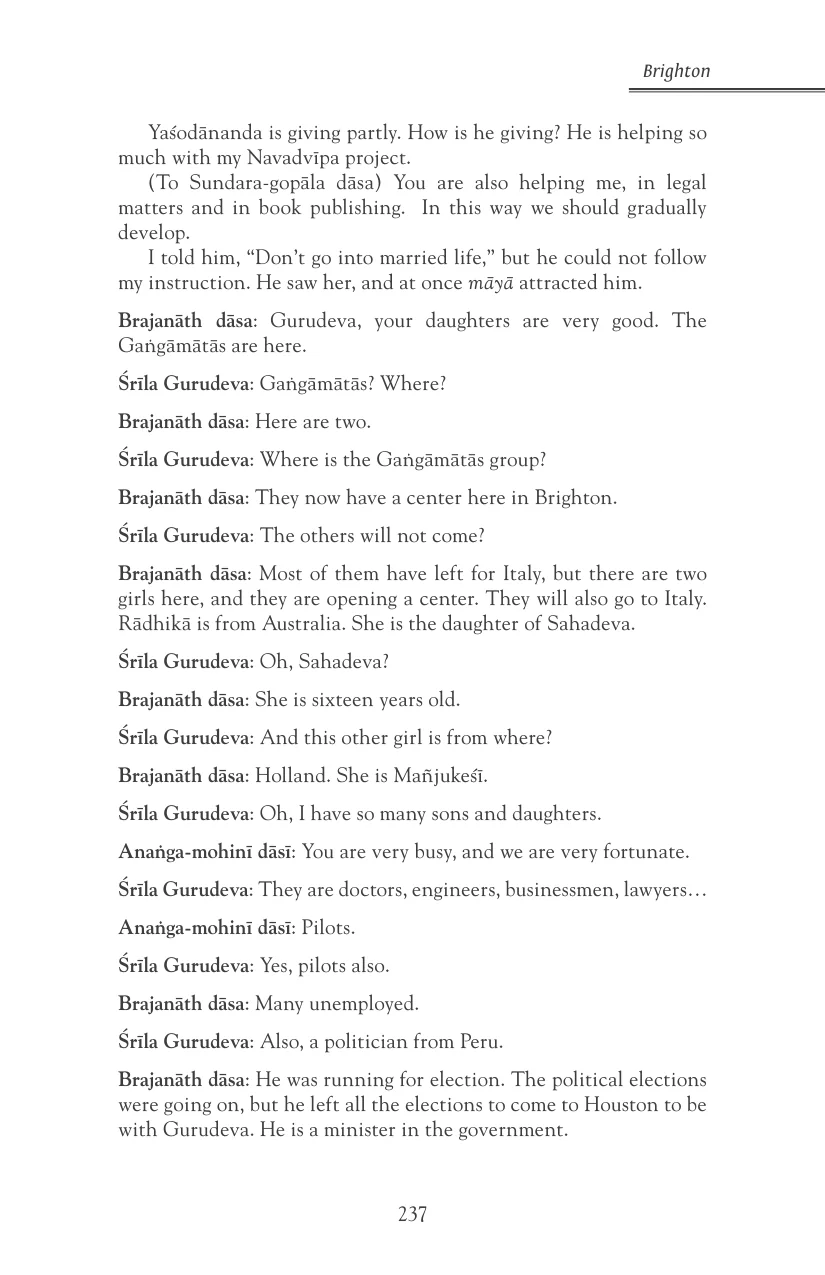 Brighton
Yaśodānanda is giving partly. How is he giving? He is helping so
much with my Navadvīpa project.
(To Sundara-gopāla dāsa) You are also helping me, in legal
matters and in book publishing.  In this way we should gradually
develop.
I told him, “Don’t go into married life,” but he could not follow
my instruction. He saw her, and at once māyā attracted him.
Brajanāth dāsa: Gurudeva, your daughters are very good. The
Gaṅgāmātās are here.
Śrīla Gurudeva: Gaṅgāmātās? Where?
Brajanāth dāsa: Here are two.
Śrīla Gurudeva: Where is the Gaṅgāmātās group?
Brajanāth dāsa: They now have a center here in Brighton.
Śrīla Gurudeva: The others will not come?
Brajanāth dāsa: Most of them have left for Italy, but there are two
girls here, and they are opening a center. They will also go to Italy.
Rādhikā is from Australia. She is the daughter of Sahadeva.
Śrīla Gurudeva: Oh, Sahadeva?
Brajanāth dāsa: She is sixteen years old.
Śrīla Gurudeva: And this other girl is from where?
Brajanāth dāsa: Holland. She is Mañjukeśī.
Śrīla Gurudeva: Oh, I have so many sons and daughters.
Anaṅga-mohinī dāsī: You are very busy, and we are very fortunate.
Śrīla Gurudeva: They are doctors, engineers, businessmen, lawyers…
Anaṅga-mohinī dāsī: Pilots.
Śrīla Gurudeva: Yes, pilots also.
Brajanāth dāsa: Many unemployed.
Śrīla Gurudeva: Also, a politician from Peru.
Brajanāth dāsa: He was running for election. The political elections
were going on, but he left all the elections to come to Houston to be
with Gurudeva. He is a minister in the government.
237